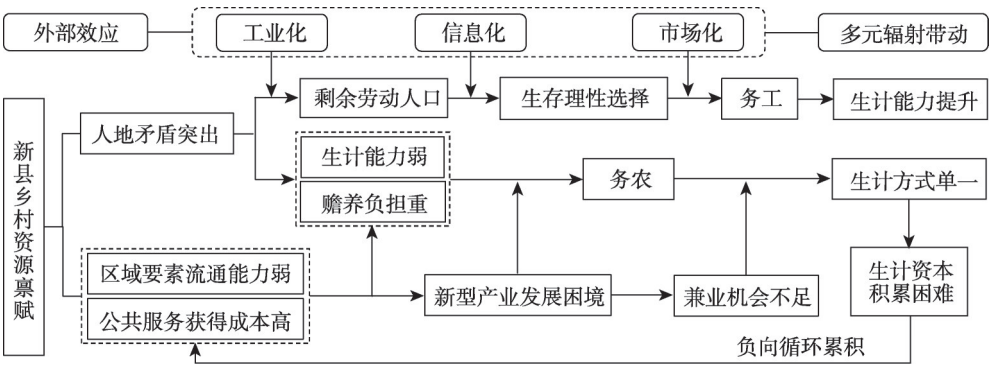 外部效应
工业化
信息化
市场化
多元辐射带动
新县乡村资源禀赋
人地矛盾突出
剩余劳动人口
生存理性选择
务工
生计能力提升
生计能力弱
赡养负担重
务农
生计方式单一
区域要素流通能力弱
公共服务获得成本高
新型产业发展困境
兼业机会不足
生计资本
积累困难
负向循环累积